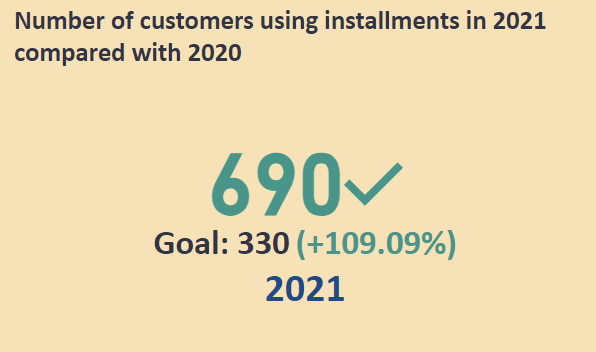 Number of customers using installments in 2021
compared with 2020
690
Goal: 330 (+109.09%)
2021